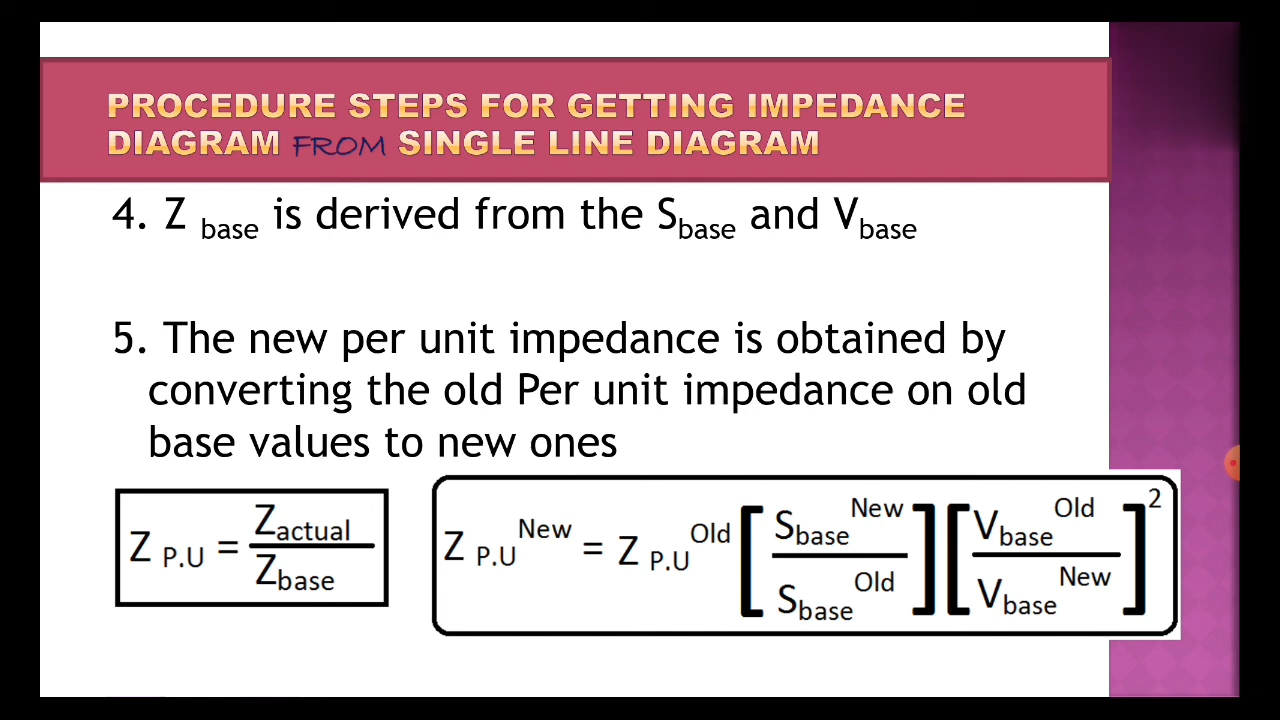 PROCEDURE STEPS FOR GETTING IMPEDANCE
DIAGRAM FROM SINGLE LINE DIAGRAM
4. Z base is derived from the Sbase and Vbase
5. The new per unit impedance is obtained by
converting the old Per unit impedance on old
base values to new ones
Z P.U = Zactual / Zbase
Z P.U New = Z P.U Old [Sbase New / Sbase Old] [Vbase Old / Vbase New]²